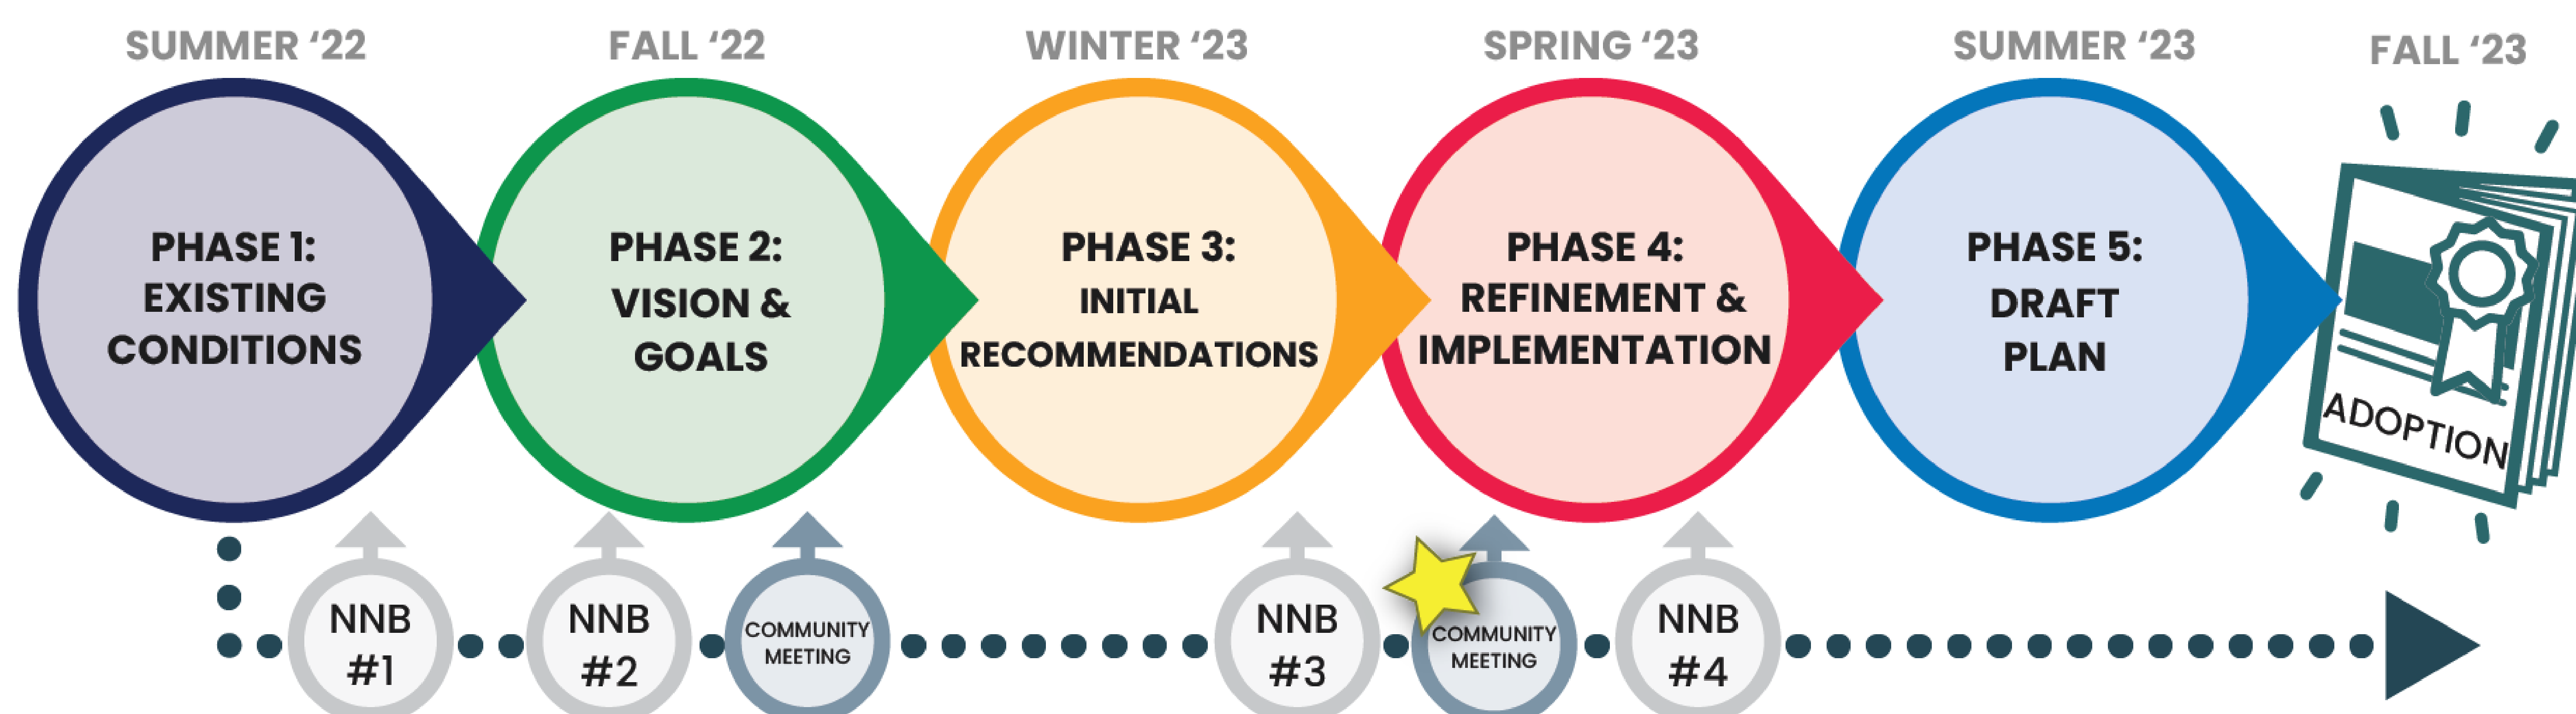 SUMMER ‘22
FALL ‘22
WINTER ‘23
SPRING ‘23
SUMMER ‘23
FALL ‘23
PHASE 1:
EXISTING
CONDITIONS
PHASE 2:
VISION &
GOALS
PHASE 3:
INITIAL
RECOMMENDATIONS
PHASE 4:
REFINEMENT &
IMPLEMENTATION
PHASE 5:
DRAFT
PLAN
ADOPTION
NNB
#1
NNB
#2
COMMUNITY
MEETING
NNB
#3
COMMUNITY
MEETING
NNB
#4